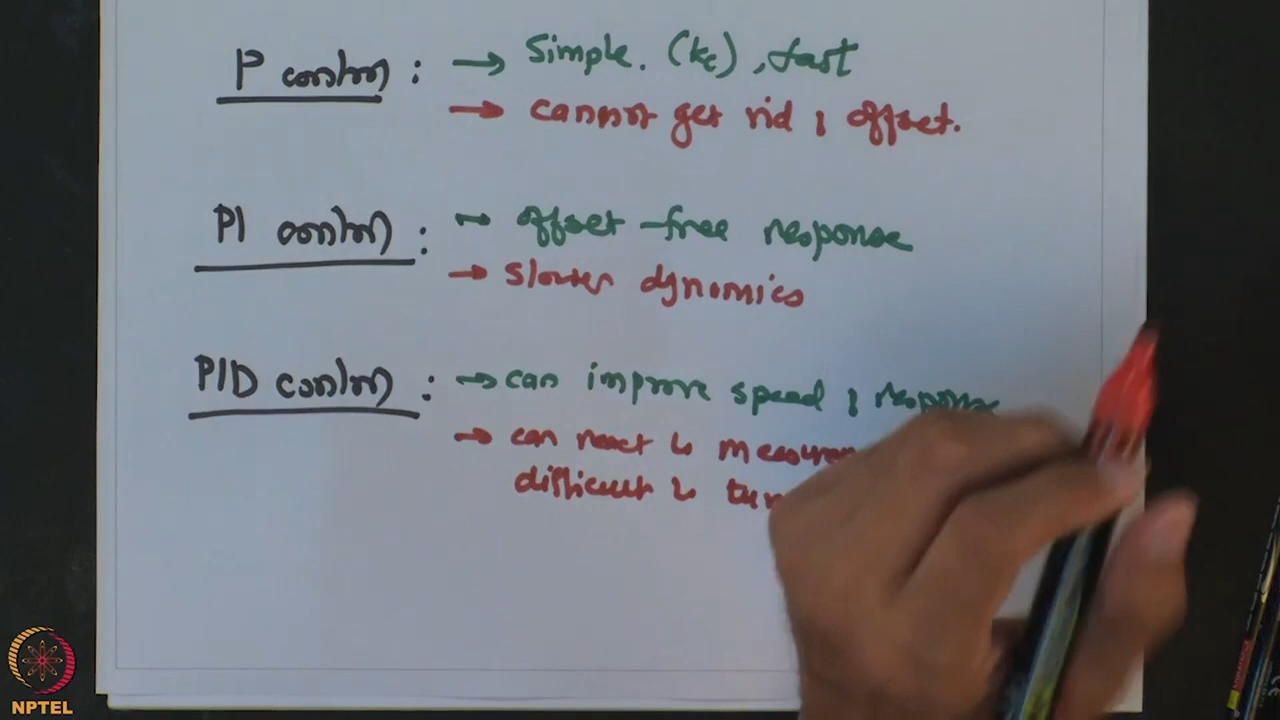 P control : → Simple. (Kc), fast
→ cannot get rid of offset.
PI control : → offset-free response
→ slower dynamics
PID control : → can improve speed of response
→ can react to
difficult to
NPTEL